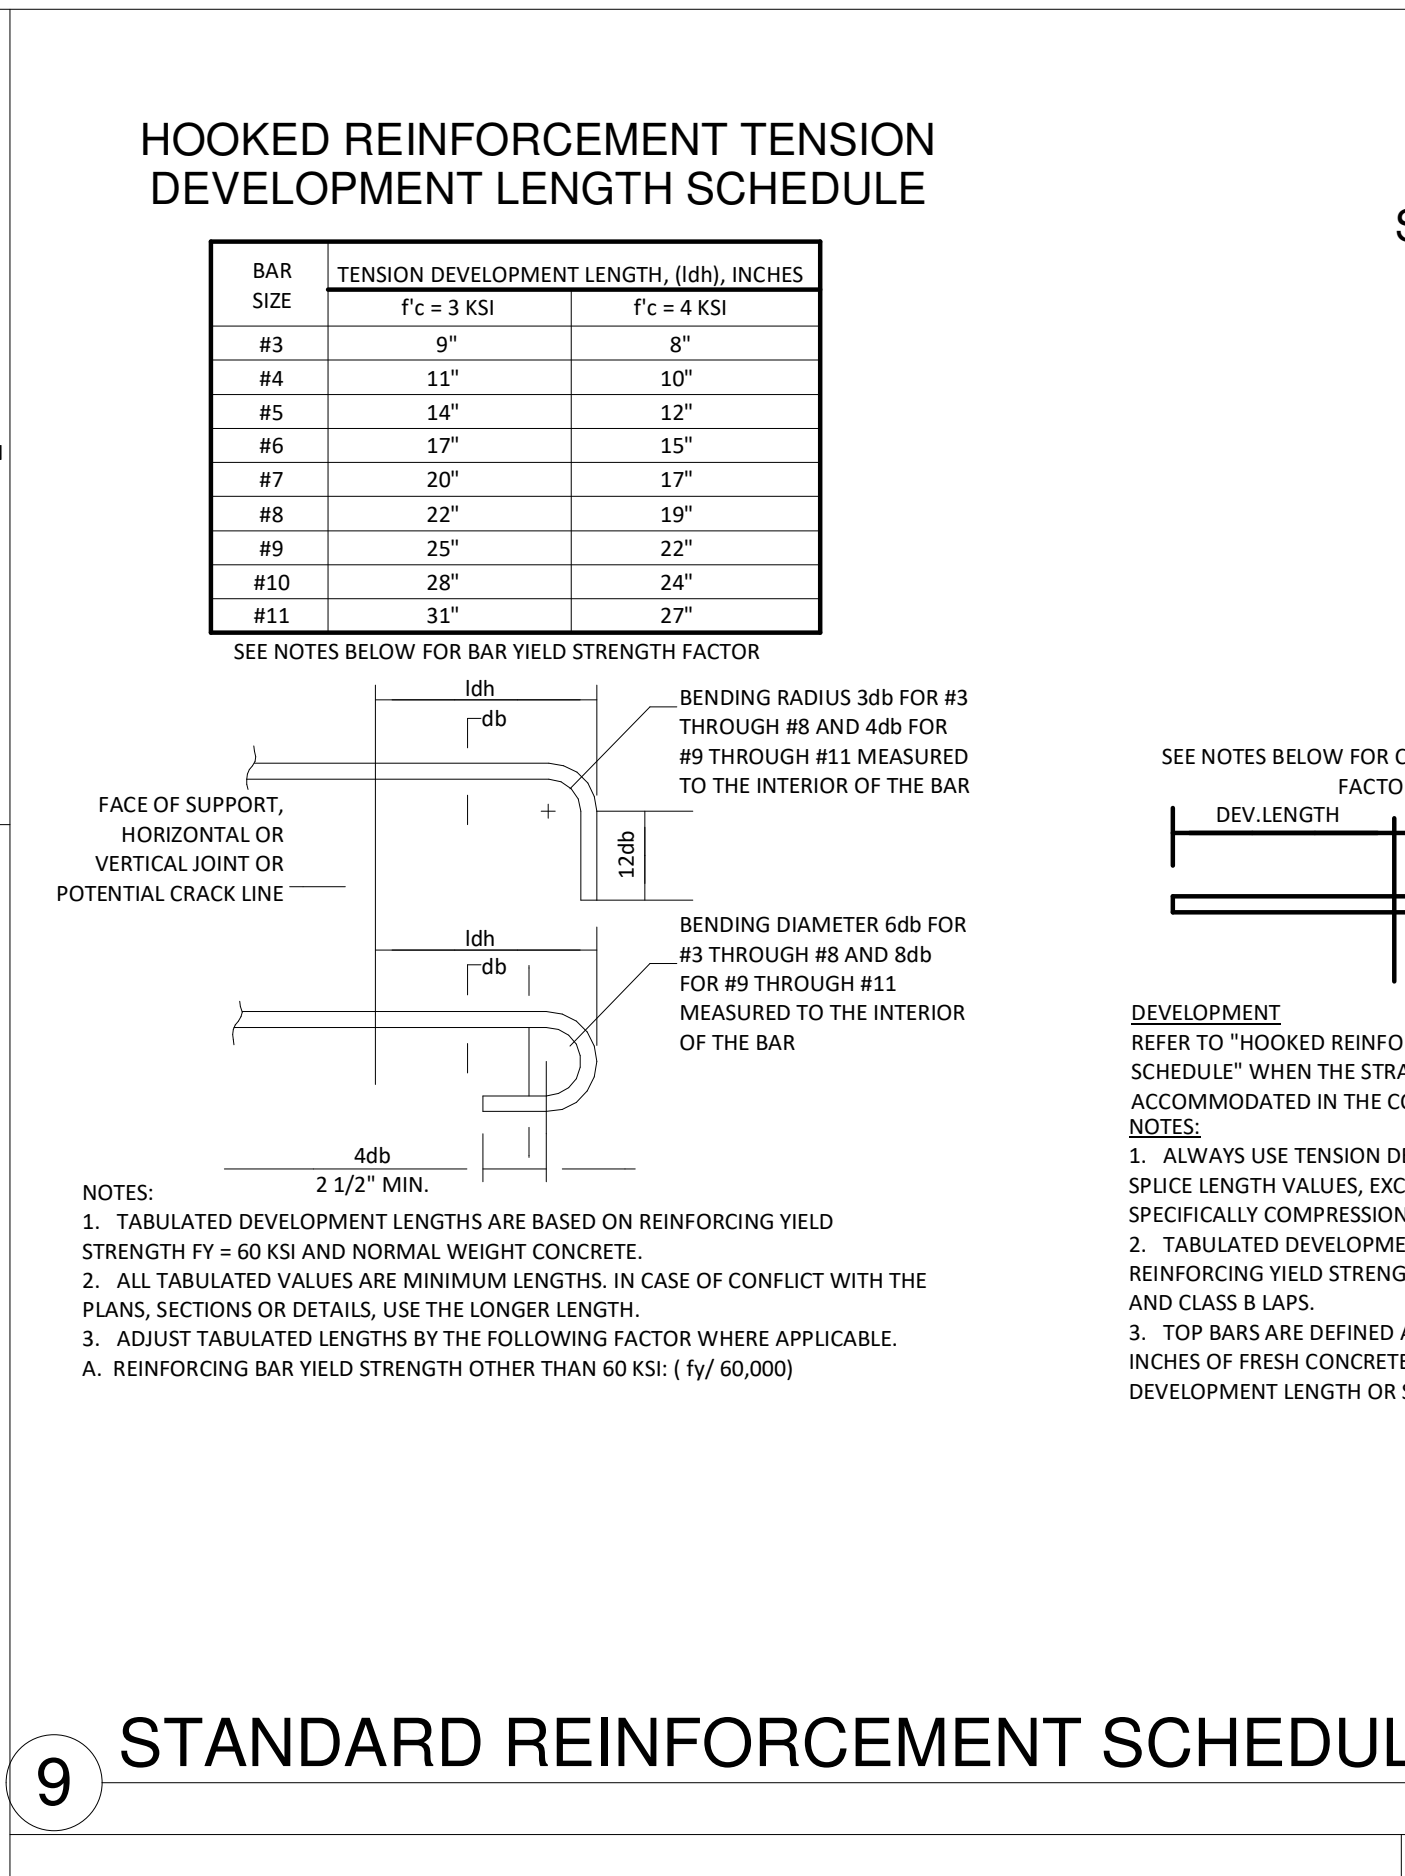 HOOKED REINFORCEMENT TENSION
DEVELOPMENT LENGTH SCHEDULE
BAR SIZE
TENSION DEVELOPMENT LENGTH, (ldh), INCHES
f'c = 3 KSI f'c = 4 KSI
#3 9" 8"
#4 11" 10"
#5 14" 12"
#6 17" 15"
#7 20" 17"
#8 22" 19"
#9 25" 22"
#10 28" 24"
#11 31" 27"
SEE NOTES BELOW FOR BAR YIELD STRENGTH FACTOR
ldh
db
BENDING RADIUS 3db FOR #3
THROUGH #8 AND 4db FOR
#9 THROUGH #11 MEASURED
TO THE INTERIOR OF THE BAR
FACE OF SUPPORT,
HORIZONTAL OR
VERTICAL JOINT OR
POTENTIAL CRACK LINE
12db
ldh
db
BENDING DIAMETER 6db FOR
#3 THROUGH #8 AND 8db
FOR #9 THROUGH #11
MEASURED TO THE INTERIOR
OF THE BAR
4db
2 1/2" MIN.
NOTES:
1. TABULATED DEVELOPMENT LENGTHS ARE BASED ON REINFORCING YIELD
STRENGTH FY = 60 KSI AND NORMAL WEIGHT CONCRETE.
2. ALL TABULATED VALUES ARE MINIMUM LENGTHS. IN CASE OF CONFLICT WITH THE
PLANS, SECTIONS OR DETAILS, USE THE LONGER LENGTH.
3. ADJUST TABULATED LENGTHS BY THE FOLLOWING FACTOR WHERE APPLICABLE.
A. REINFORCING BAR YIELD STRENGTH OTHER THAN 60 KSI: ( fy/ 60,000)
SEE NOTES BELOW FOR
FACTO
DEV.LENGTH
DEVELOPMENT
REFER TO "HOOKED REINFO
SCHEDULE" WHEN THE STRA
ACCOMMODATED IN THE CO
NOTES:
1. ALWAYS USE TENSION DE
SPLICE LENGTH VALUES, EXC
SPECIFICALLY COMPRESSION
2. TABULATED DEVELOPME
REINFORCING YIELD STRENG
AND CLASS B LAPS.
3. TOP BARS ARE DEFINED A
INCHES OF FRESH CONCRETE
DEVELOPMENT LENGTH OR S
9
STANDARD REINFORCEMENT SCHEDUL